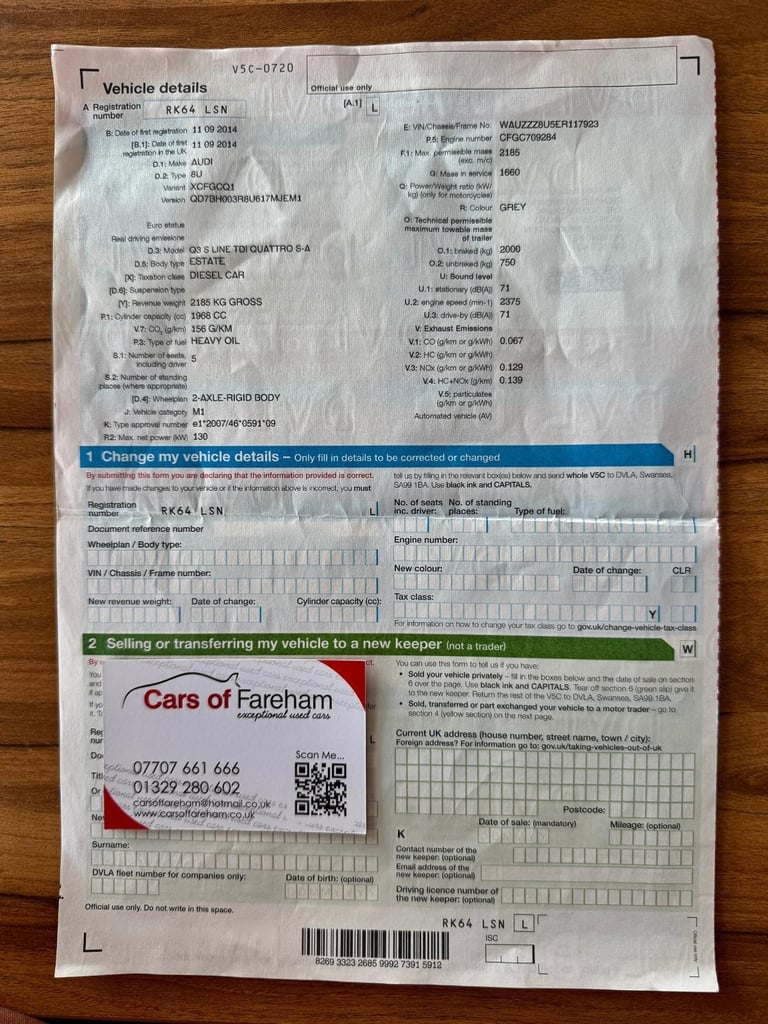 V5C-0720
Official use only
Vehicle details
A Registration number RK64 LSN [A.1] L
B: Date of first registration 11 09 2014
[B.1]: Date of first registration in the UK 11 09 2014
D.1: Make AUDI
D.2: Type 8U
Variant XCFGCQ1
Version QD7BH003R8U617MJEM1
Euro status
Real driving emissions
D.3: Model Q3 S LINE TDI QUATTRO S-A
D.5: Body type ESTATE
[X]: Taxation class DIESEL CAR
[D.6]: Suspension type
[Y]: Revenue weight 2185 KG GROSS
P.1: Cylinder capacity (cc) 1968 CC
V.7: CO₂ (g/km) 156 G/KM
P.3: Type of fuel HEAVY OIL
S.1: Number of seats, including driver 5
S.2: Number of standing places (where appropriate)
[D.4]: Wheelplan 2-AXLE-RIGID BODY
J: Vehicle category M1
K: Type approval number e1*2007/46*0591*09
P.2: Max. net power (kW) 130
E: VIN/Chassis/Frame No. WAUZZZ8U5ER117923
P.5: Engine number CFGC709284
F.1: Max. permissible mass (exc. m/c) 2185
G: Mass in service 1660
Q: Power/Weight ratio (kW/kg) (only for motorcycles)
R: Colour GREY
O: Technical permissible maximum towable mass of trailer
O.1: braked (kg) 2000
O.2: unbraked (kg) 750
U: Sound level
U.1: stationary (dB(A)) 71
U.2: engine speed (min-1) 2375
U.3: drive-by (dB(A)) 71
V: Exhaust Emissions
V.1: CO (g/km or g/kWh) 0.067
V.2: HC (g/km or g/kWh)
V.3: NOx (g/km or g/kWh) 0.129
V.4: HC+NOx (g/km) 0.139
V.5: particulates (g/km or g/kWh)
Automated vehicle (AV)
1 Change my vehicle details – Only fill in details to be corrected or changed H
By submitting this form you are declaring that the information provided is correct.
If you have made changes to your vehicle or if the information above is incorrect, you must
tell us by filling in the relevant box(es) below and send whole V5C to DVLA, Swansea,
SA99 1BA. Use black ink and CAPITALS.
Registration number RK64 LSN L
Document reference number
Wheelplan / Body type:
VIN / Chassis / Frame number:
New revenue weight: Date of change: Cylinder capacity (cc):
No. of seats inc. driver: No. of standing places: Type of fuel:
Engine number:
New colour: Date of change: CLR
Tax class:
Y
For information on how to change your tax class go to gov.uk/change-vehicle-tax-class
2 Selling or transferring my vehicle to a new keeper (not a trader) W
You can use this form to tell us if you have:
• Sold your vehicle privately – fill in the boxes below and the date of sale on section
6 over the page. Use black ink and CAPITALS. Tear off section 6 (green slip) give it
to the new keeper. Return the rest of the V5C to DVLA, Swansea, SA99 1BA.
• Sold, transferred or part exchanged your vehicle to a motor trader – go to
section 4 (yellow section) on the next page.
Cars of Fareham
exceptional used cars
Scan Me...
07707 661 666
01329 280 602
carsoffareham@hotmail.co.uk
www.carsoffareham.co.uk
L
Current UK address (house number, street name, town / city):
Foreign address? For information go to: gov.uk/taking-vehicles-out-of-uk
Postcode:
Date of sale: (mandatory) Mileage: (optional)
K
Contact number of the new keeper: (optional)
Email address of the new keeper: (optional)
Driving licence number of the new keeper: (optional)
Surname:
DVLA fleet number for companies only: Date of birth: (optional)
Official use only. Do not write in this space.
RK64 LSN L
ISC
Official use only
8269 3323 2685 9992 7391 5912